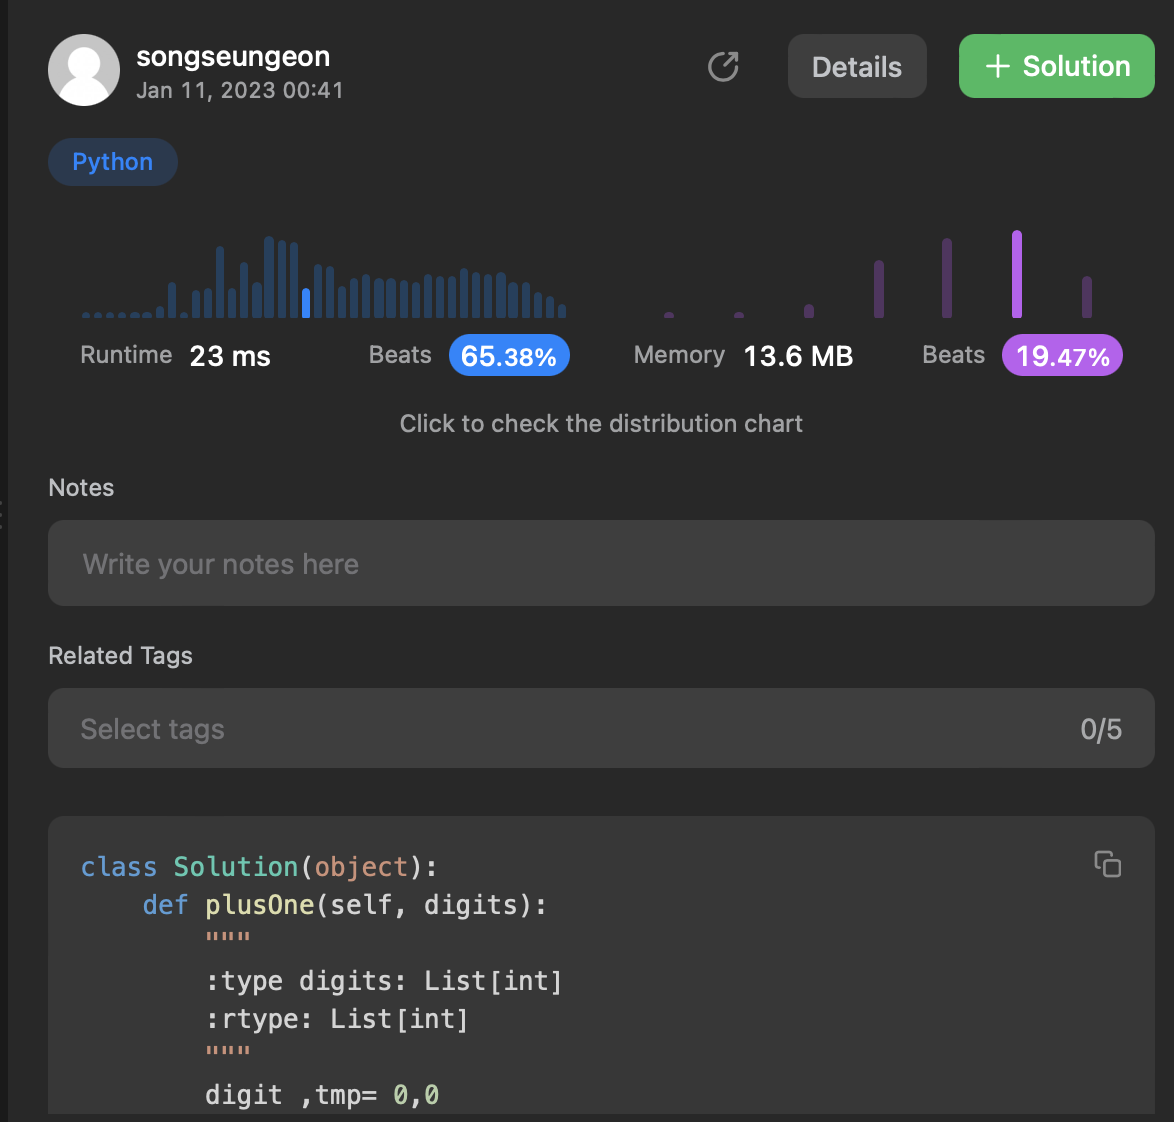 songseungeon
Jan 11, 2023 00:41
Details
+ Solution
Python
Runtime 23 ms Beats 65.38% Memory 13.6 MB Beats 19.47%
Click to check the distribution chart
Notes
Write your notes here
Related Tags
Select tags 0/5
class Solution(object):
    def plusOne(self, digits):
        """
        :type digits: List[int]
        :rtype: List[int]
        """
        digit ,tmp= 0,0